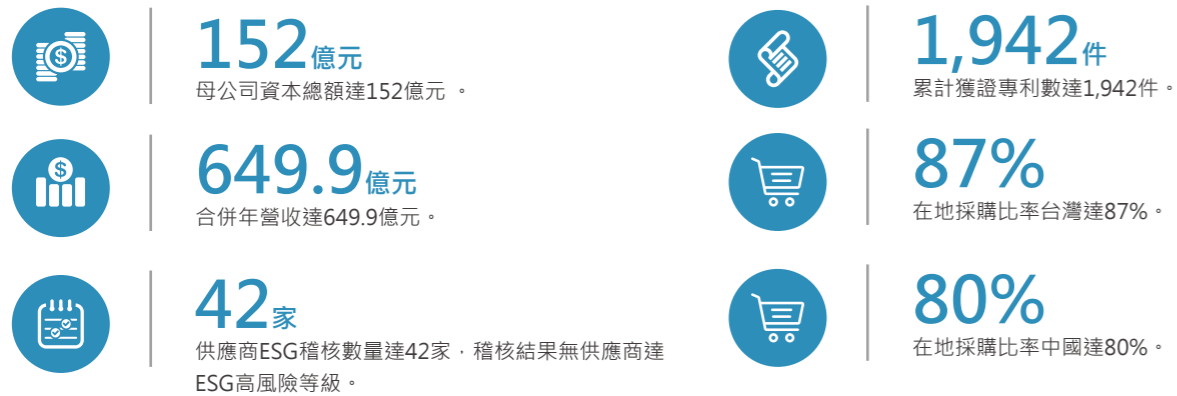 152億元
母公司資本總額達152億元 。
649.9億元
合併年營收達649.9億元。
42家
供應商ESG稽核數量達42家，稽核結果無供應商達
ESG高風險等級。
1,942件
累計獲證專利數達1,942件。
87%
在地採購比率台灣達87%。
80%
在地採購比率中國達80%。